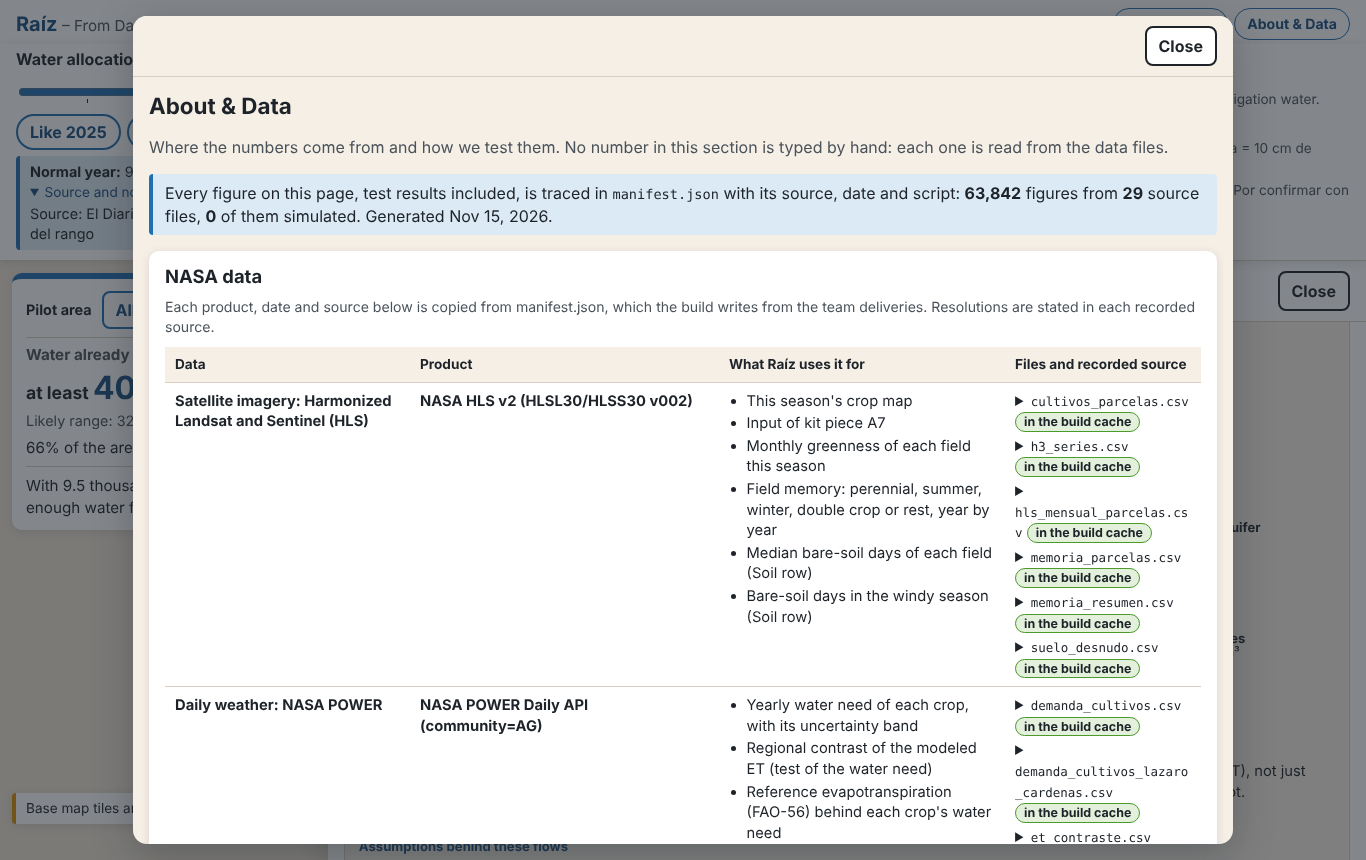 Raíz – From Da
About & Data
Water allocatio
igation water.
Like 2025
a = 10 cm de
Normal year: 9
▼ Source and no
Por confirmar con
Source: El Diari
del rango
Close
Pilot area
Al
Water already
at least 40
Likely range: 32
66% of the are
With 9.5 thousa
enough water f
uifer
es
T), not just
ot.
Base map tiles a
Assumptions behind these flows
Close
About & Data
Where the numbers come from and how we test them. No number in this section is typed by hand: each one is read from the data files.
Every figure on this page, test results included, is traced in manifest.json with its source, date and script: 63,842 figures from 29 source
files, 0 of them simulated. Generated Nov 15, 2026.
NASA data
Each product, date and source below is copied from manifest.json, which the build writes from the team deliveries. Resolutions are stated in each recorded
source.
Data Product What Raíz uses it for Files and recorded source
Satellite imagery: Harmonized
Landsat and Sentinel (HLS)
NASA HLS v2 (HLSL30/HLSS30 v002)
• This season's crop map
• Input of kit piece A7
• Monthly greenness of each field
this season
• Field memory: perennial, summer,
winter, double crop or rest, year by
year
• Median bare-soil days of each field
(Soil row)
• Bare-soil days in the windy season
(Soil row)
▶ cultivos_parcelas.csv
in the build cache
▶ h3_series.csv
in the build cache
▶
hls_mensual_parcelas.cs
v in the build cache
▶ memoria_parcelas.csv
in the build cache
▶ memoria_resumen.csv
in the build cache
▶ suelo_desnudo.csv
in the build cache
Daily weather: NASA POWER
NASA POWER Daily API
(community=AG)
• Yearly water need of each crop,
with its uncertainty band
• Regional contrast of the modeled
ET (test of the water need)
• Reference evapotranspiration
(FAO-56) behind each crop's water
need
▶ demanda_cultivos.csv
in the build cache
▶
demanda_cultivos_lazaro
_cardenas.csv
in the build cache
▶ et_contraste.csv